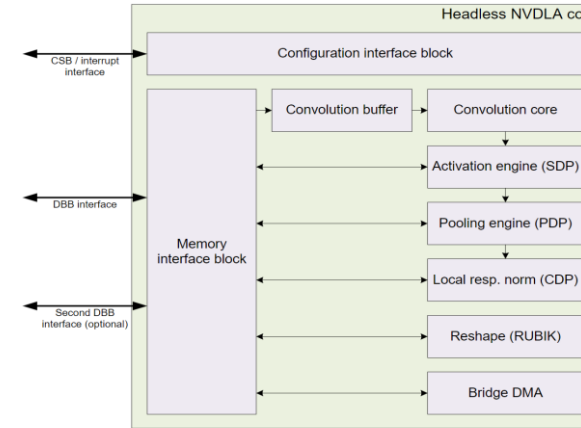 Headless NVDLA co
CSB / interrupt
interface
Configuration interface block
Convolution buffer
Convolution core
Activation engine (SDP)
DBB interface
Pooling engine (PDP)
Memory
interface block
Local resp. norm (CDP)
Second DBB
interface (optional)
Reshape (RUBIK)
Bridge DMA